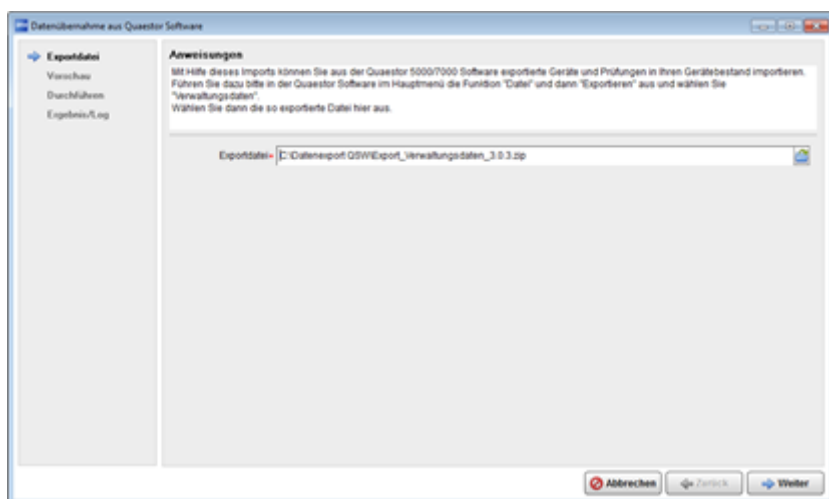 Datenübernahme aus Quaestor Software
Exportdatei
Vorschau
Durchführen
Ergebnis/Log
Anweisungen
Mit Hilfe dieses Imports können Sie aus der Quaestor 5000/7000 Software exportierte Geräte und Prüfungen in Ihren Gerätebestand importieren.
Führen Sie dazu bitte in der Quaestor Software im Hauptmenü die Funktion "Datei" und dann "Exportieren" aus und wählen Sie
"Verwaltungsdaten".
Wählen Sie dann die so exportierte Datei hier aus.
Exportdatei* C:\Datenexport QSW\Export_Verwaltungsdaten_3.0.3.zip
Abbrechen Zurück Weiter